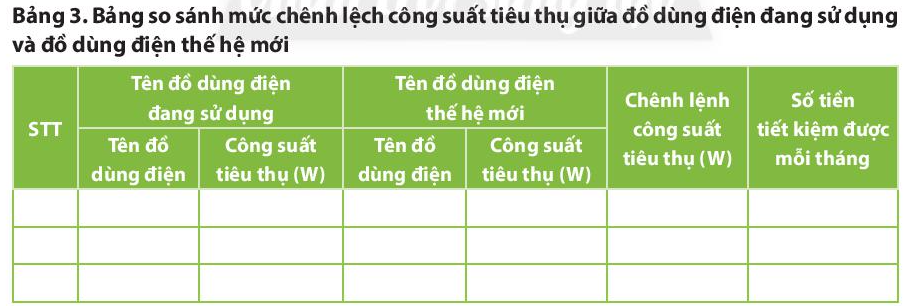 Bảng 3. Bảng so sánh mức chênh lệch công suất tiêu thụ giữa đồ dùng điện đang sử dụng
và đồ dùng điện thế hệ mới
STT
Tên đồ dùng điện
đang sử dụng
Tên đồ dùng điện
thế hệ mới
Chênh lệnh
công suất
tiêu thụ (W)
Số tiền
tiết kiệm được
mỗi tháng
Tên đồ
dùng điện
Công suất
tiêu thụ (W)
Tên đồ
dùng điện
Công suất
tiêu thụ (W)